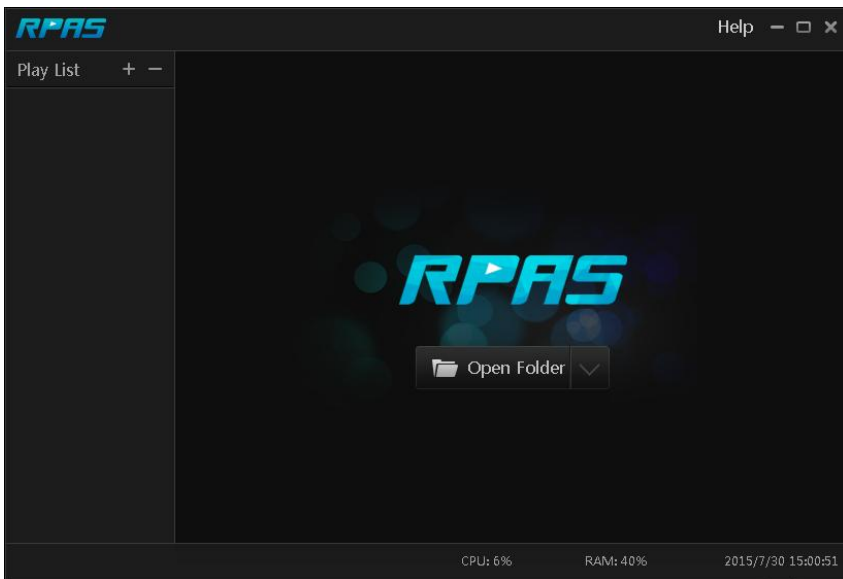 RPAS
Help
Play List + −
RPAS
Open Folder
CPU: 6% RAM: 40% 2015/7/30 15:00:51